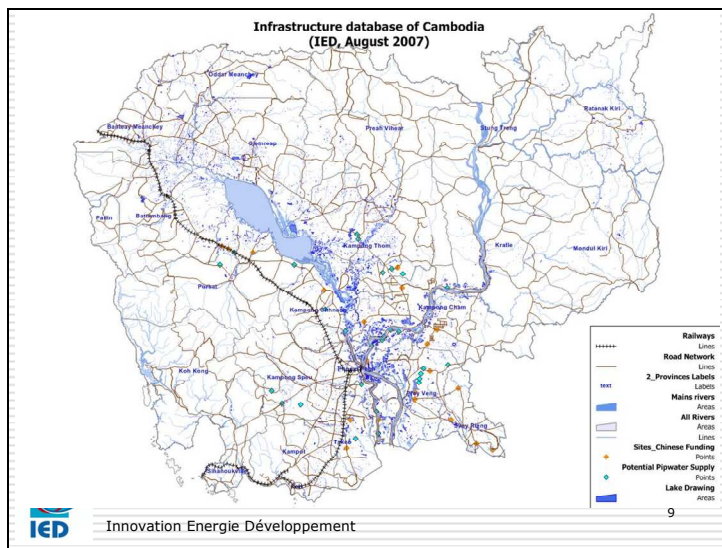 Infrastructure database of Cambodia
(IED, August 2007)
Oddar Meanchey
Ratanak Kiri
Banteay Meanchey
Preah Vihear
Stung Treng
Siemreap
Pailin
Battambang
Kampong Thom
Kratie
Mondul Kiri
Pursat
Kampong Chhnang
Kampong Cham
Koh Kong
Kampong Speu
Phnom Penh
Prey Veng
Svay Rieng
Takeo
Kampot
Sihanoukville
Kep
Railways
Lines
Road Network
Lines
2_Provinces Labels
text Labels
Mains rivers
Areas
All Rivers
Areas
Lines
Sites_Chinese Funding
Points
Potential Pipwater Supply
Points
Lake Drawing
Areas
9
IED
Innovation Energie Développement